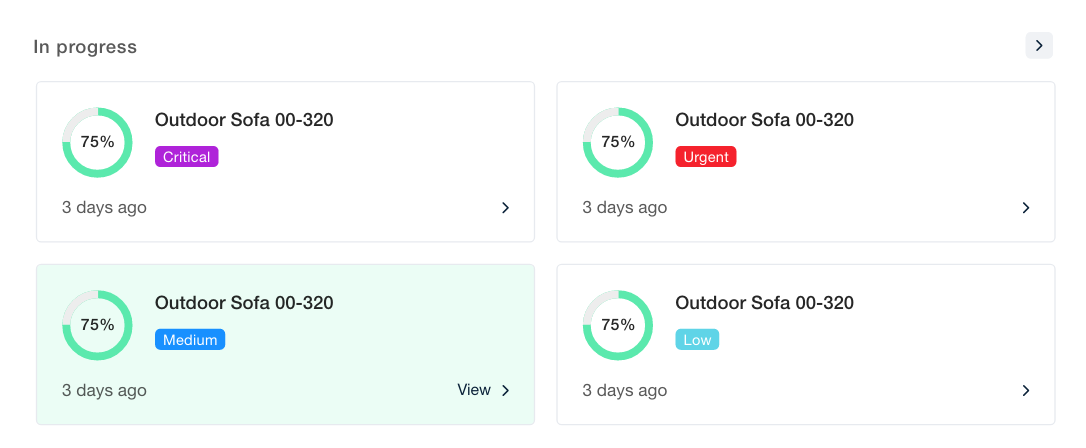 In progress
75%
Outdoor Sofa 00-320
Critical
3 days ago
75%
Outdoor Sofa 00-320
Urgent
3 days ago
75%
Outdoor Sofa 00-320
Medium
3 days ago
View
75%
Outdoor Sofa 00-320
Low
3 days ago